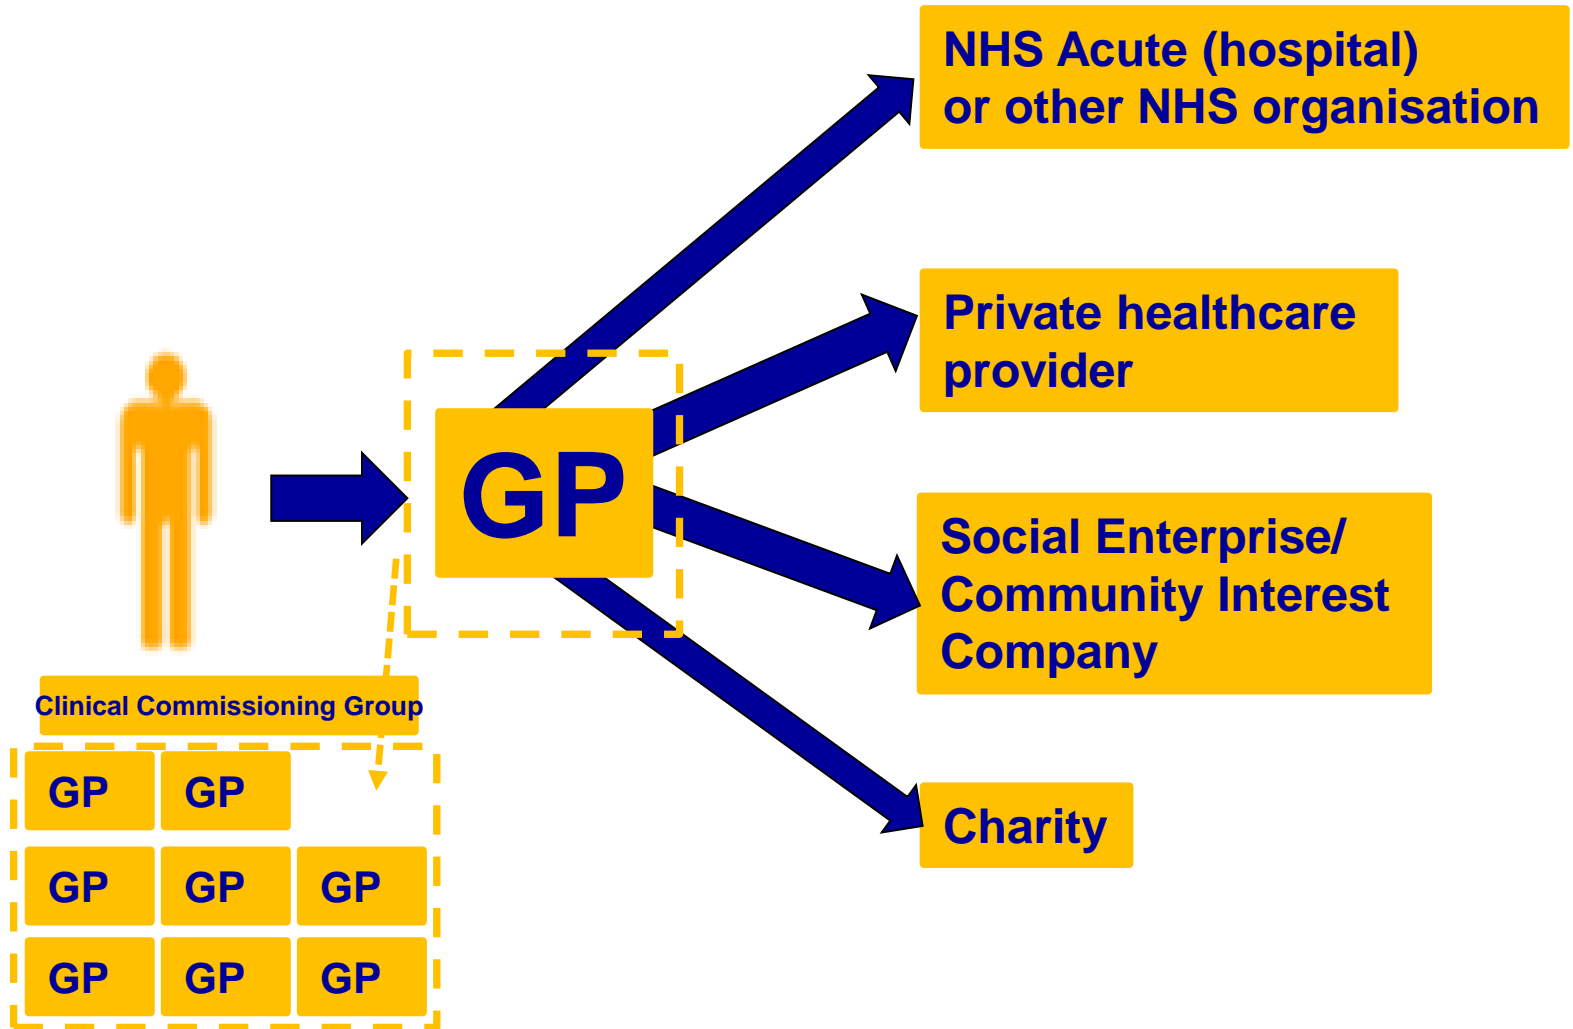 NHS Acute (hospital)
or other NHS organisation
Private healthcare
provider
GP
Social Enterprise/
Community Interest
Company
Charity
Clinical Commissioning Group
GP GP
GP GP GP
GP GP GP